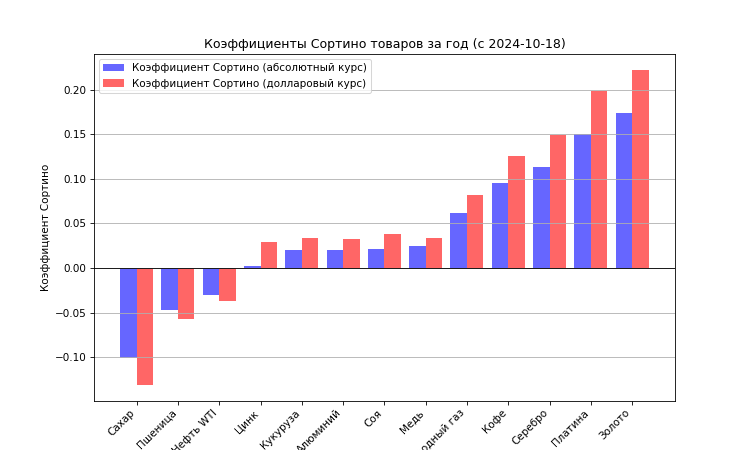 Коэффициенты Сортино товаров за год (с 2024-10-18)
Коэффициент Сортино (абсолютный курс)
Коэффициент Сортино (долларовый курс)
Коэффициент Сортино
0.20
0.15
0.10
0.05
0.00
−0.05
−0.10
Сахар
Пшеница
Нефть WTI
Цинк
Кукуруза
Алюминий
Соя
Медь
газ
Кофе
Серебро
Платина
Золото